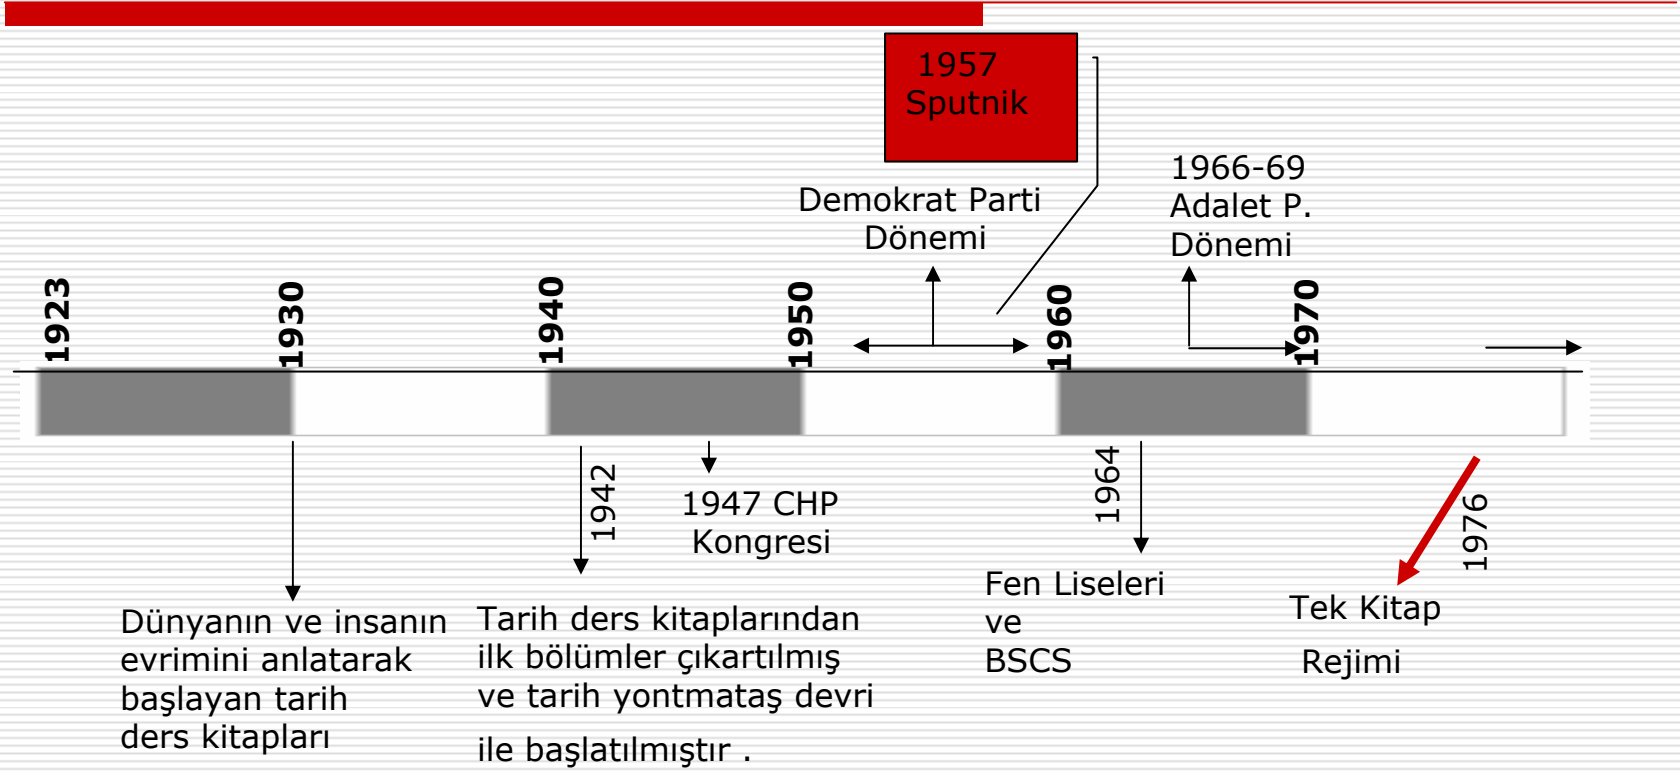 1957
Sputnik
Demokrat Parti
Dönemi
1966-69
Adalet P.
Dönemi
1923
1930
1940
1950
1960
1970
1942
1947 CHP
Kongresi
1964
1976
Dünyanın ve insanın
evrimini anlatarak
başlayan tarih
ders kitapları
Tarih ders kitaplarından
ilk bölümler çıkartılmış
ve tarih yontmataş devri
ile başlatılmıştır .
Fen Liseleri
ve
BSCS
Tek Kitap
Rejimi